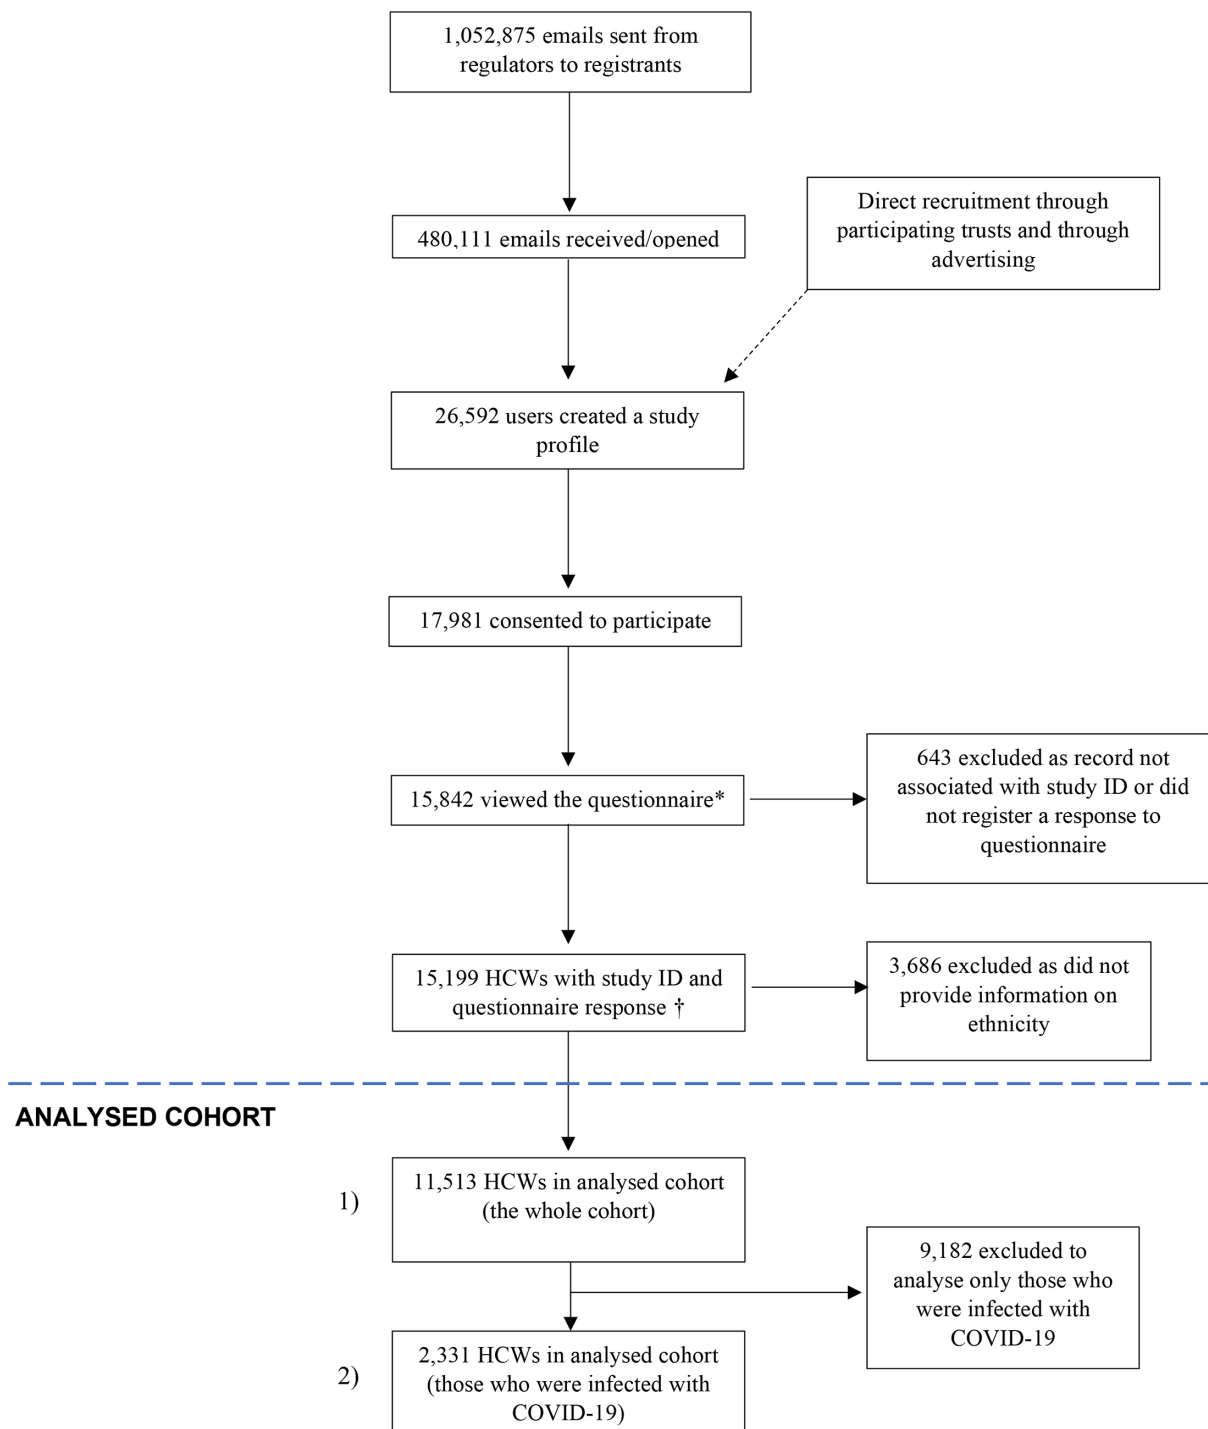 1,052,875 emails sent from
regulators to registrants
Direct recruitment through
participating trusts and through
advertising
480,111 emails received/opened
26,592 users created a study
profile
17,981 consented to participate
643 excluded as record not
associated with study ID or did
not register a response to
questionnaire
15,842 viewed the questionnaire*
15,199 HCWs with study ID and
questionnaire response †
3,686 excluded as did not
provide information on
ethnicity
ANALYSED COHORT
1)
11,513 HCWs in analysed cohort
(the whole cohort)
9,182 excluded to
analyse only those who
were infected with
COVID-19
2)
2,331 HCWs in analysed cohort
(those who were infected with
COVID-19)